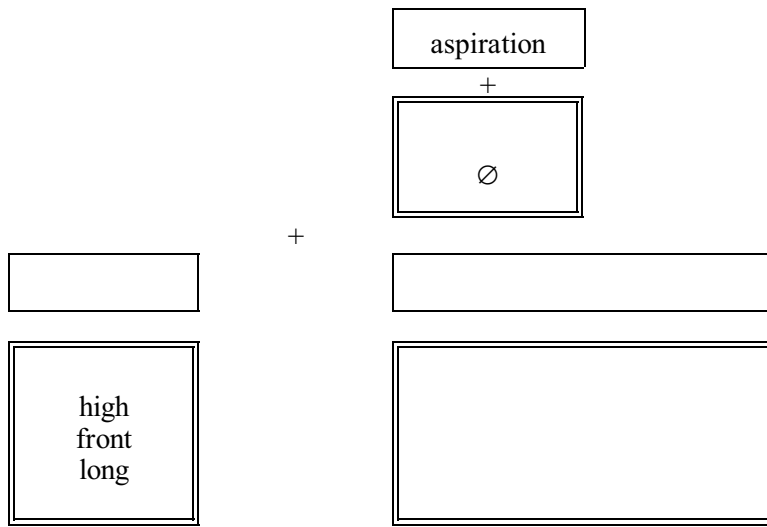 aspiration
+
∅
+
high
front
long